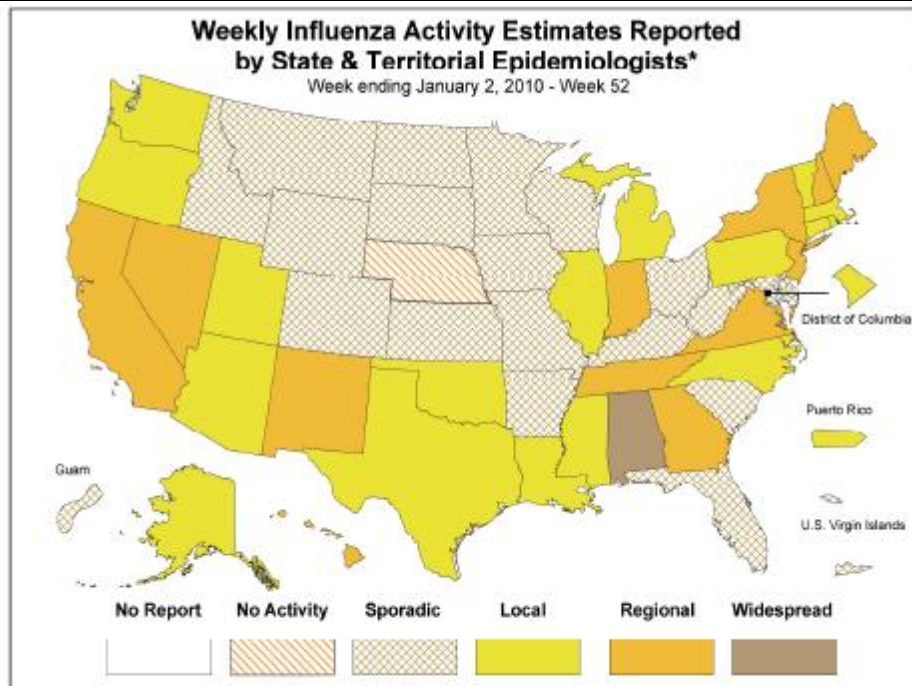 Weekly Influenza Activity Estimates Reported
by State & Territorial Epidemiologists*
Week ending January 2, 2010 - Week 52
District of Columbia
Puerto Rico
Guam
U.S. Virgin Islands
No Report No Activity Sporadic Local Regional Widespread